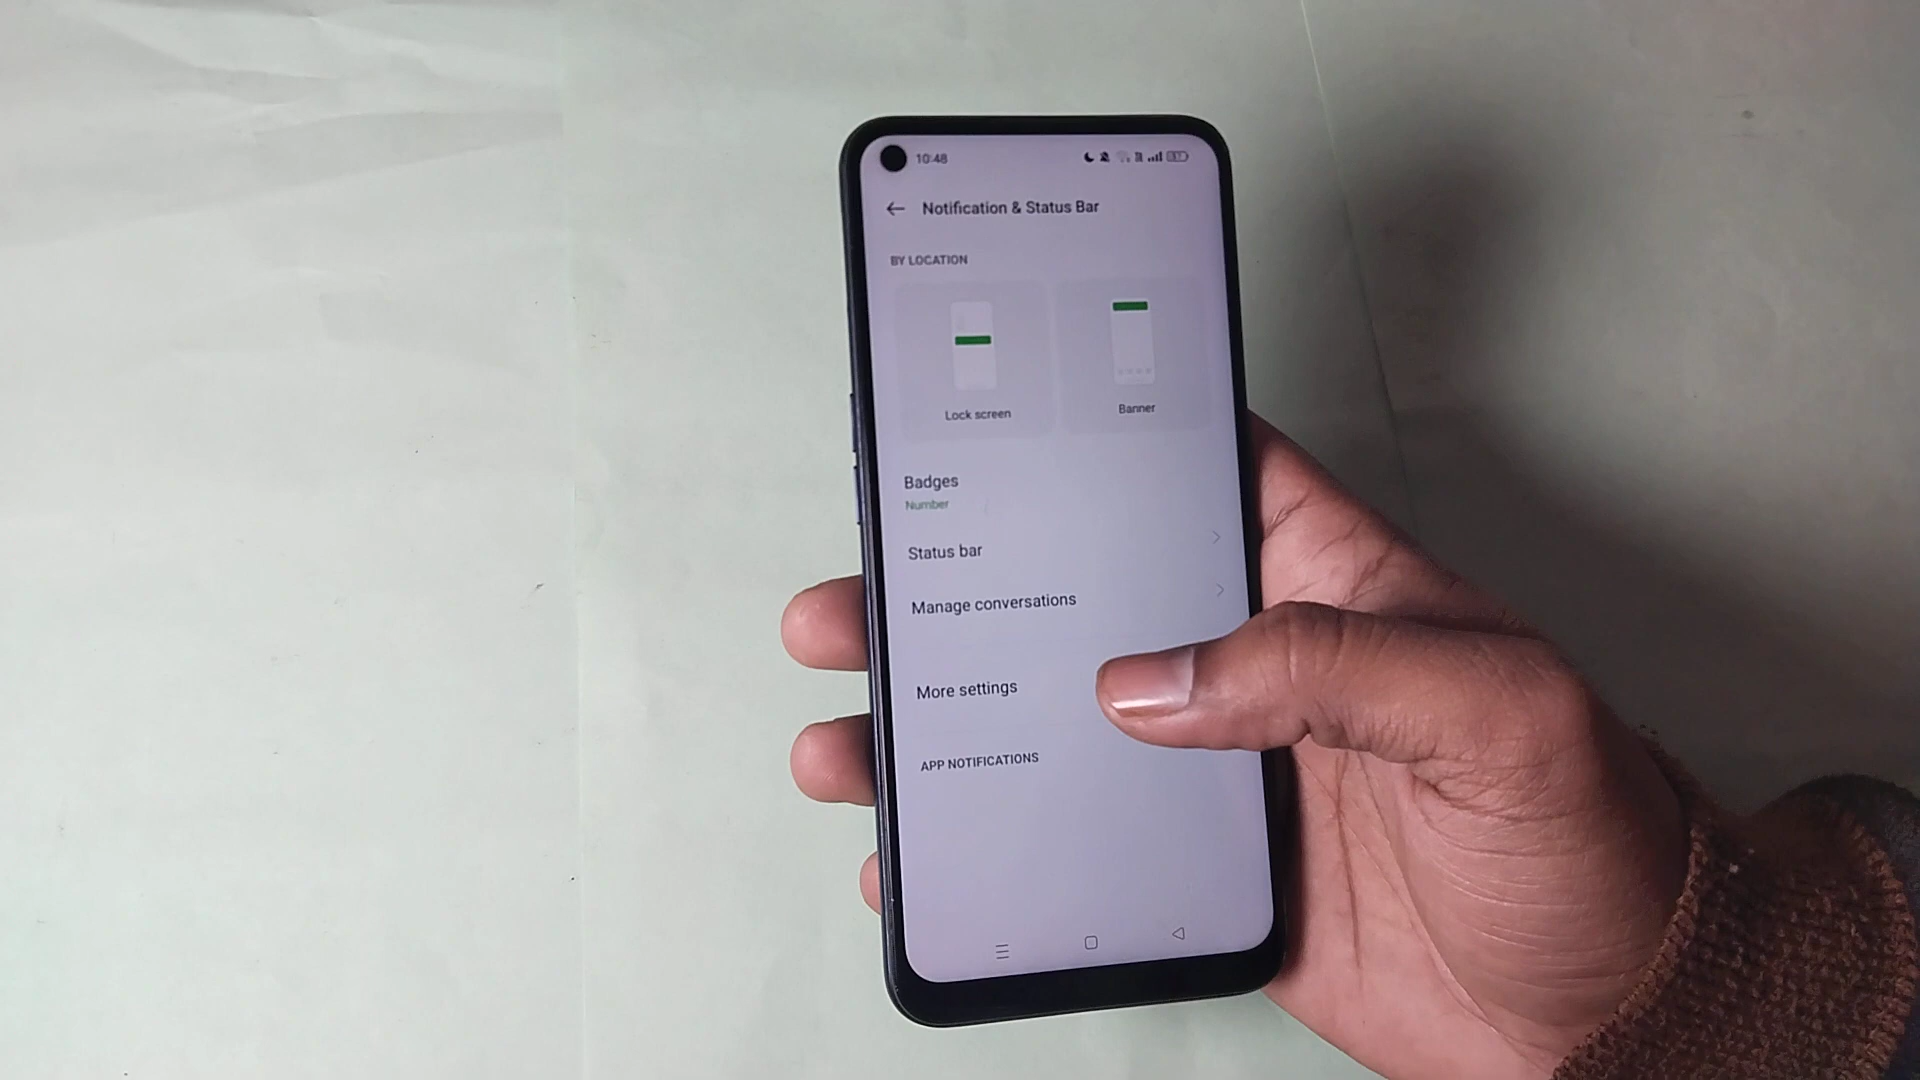 10:48
Notification & Status Bar
BY LOCATION
Lock screen
Banner
Badges
Number
Status bar
Manage conversations
More settings
APP NOTIFICATIONS